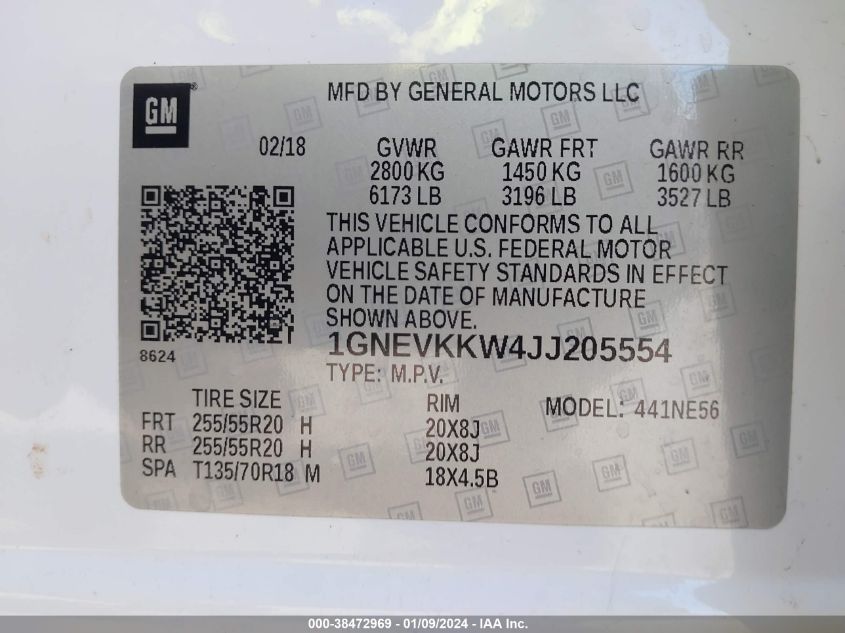 GM ®
MFD BY GENERAL MOTORS LLC
02/18 GVWR GAWR FRT GAWR RR
2800 KG 1450 KG 1600 KG
6173 LB 3196 LB 3527 LB
THIS VEHICLE CONFORMS TO ALL
APPLICABLE U.S. FEDERAL MOTOR
VEHICLE SAFETY STANDARDS IN EFFECT
ON THE DATE OF MANUFACTURE
SHOWN ABOVE.
8624
1GNEVKKW4JJ205554
TYPE: M.P.V.
TIRE SIZE RIM MODEL: 441NE56
FRT 255/55R20 H 20X8J
RR 255/55R20 H 20X8J
SPA T135/70R18 M 18X4.5B
000-38472969 - 01/09/2024 - IAA Inc.